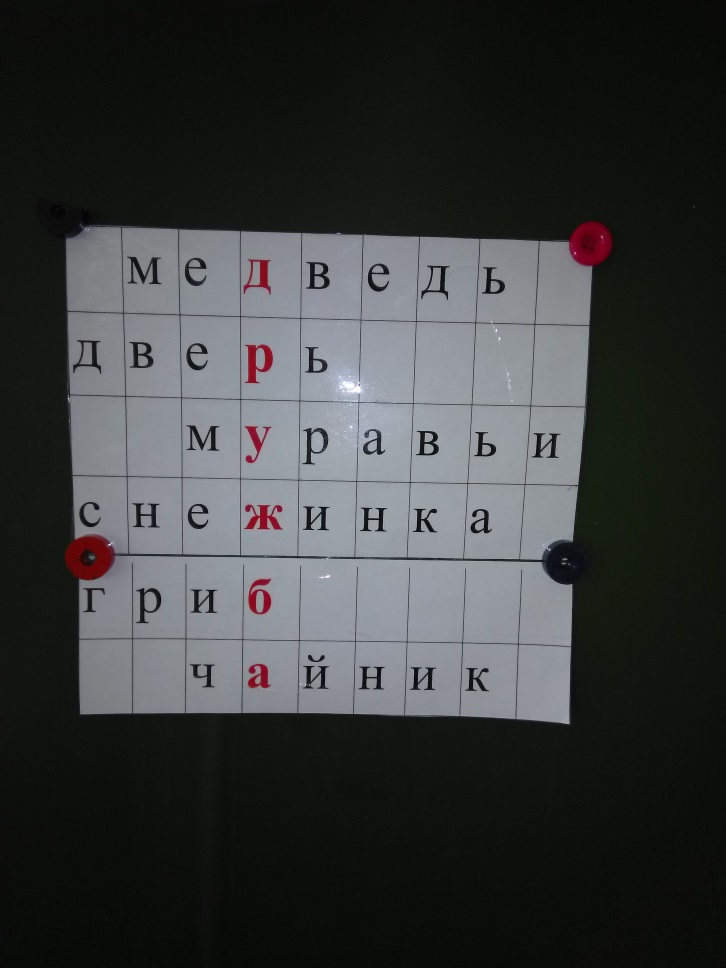 медведь
дверь
муравьи
снежинка
гриб
чайник